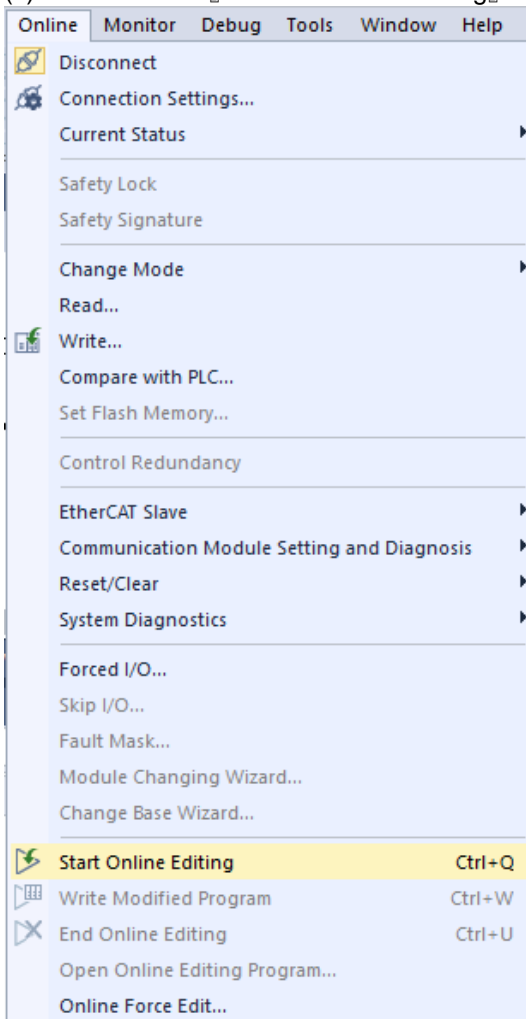 Online Monitor Debug Tools Window Help
Disconnect
Connection Settings...
Current Status
Safety Lock
Safety Signature
Change Mode
Read...
Write...
Compare with PLC...
Set Flash Memory...
Control Redundancy
EtherCAT Slave
Communication Module Setting and Diagnosis
Reset/Clear
System Diagnostics
Forced I/O...
Skip I/O...
Fault Mask...
Module Changing Wizard...
Change Base Wizard...
Start Online Editing Ctrl+Q
Write Modified Program Ctrl+W
End Online Editing Ctrl+U
Open Online Editing Program...
Online Force Edit...